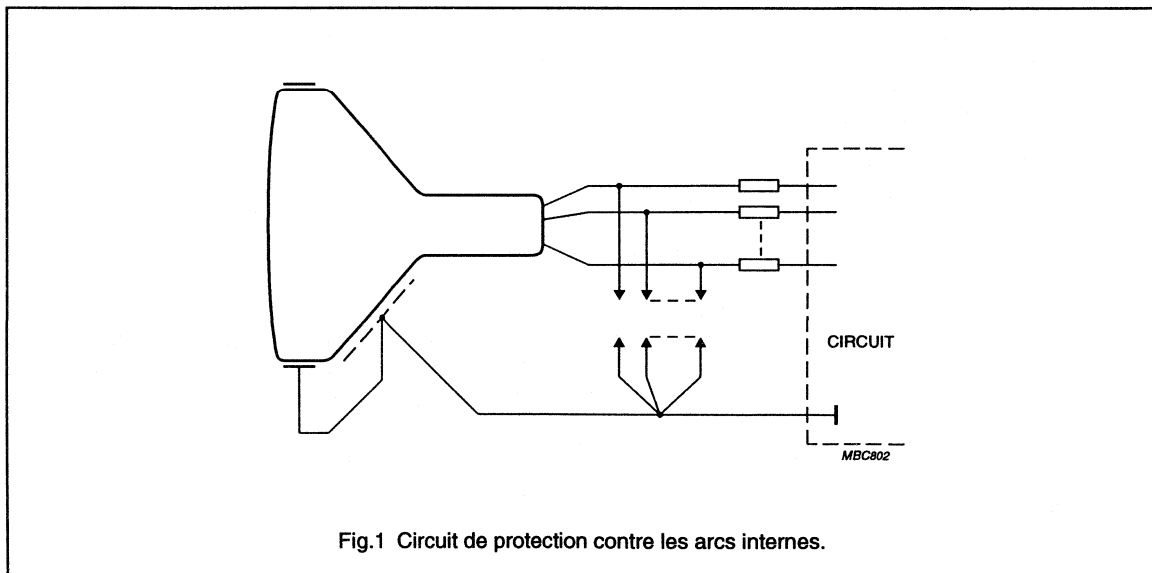 CIRCUIT
MBC802
Fig.1 Circuit de protection contre les arcs internes.